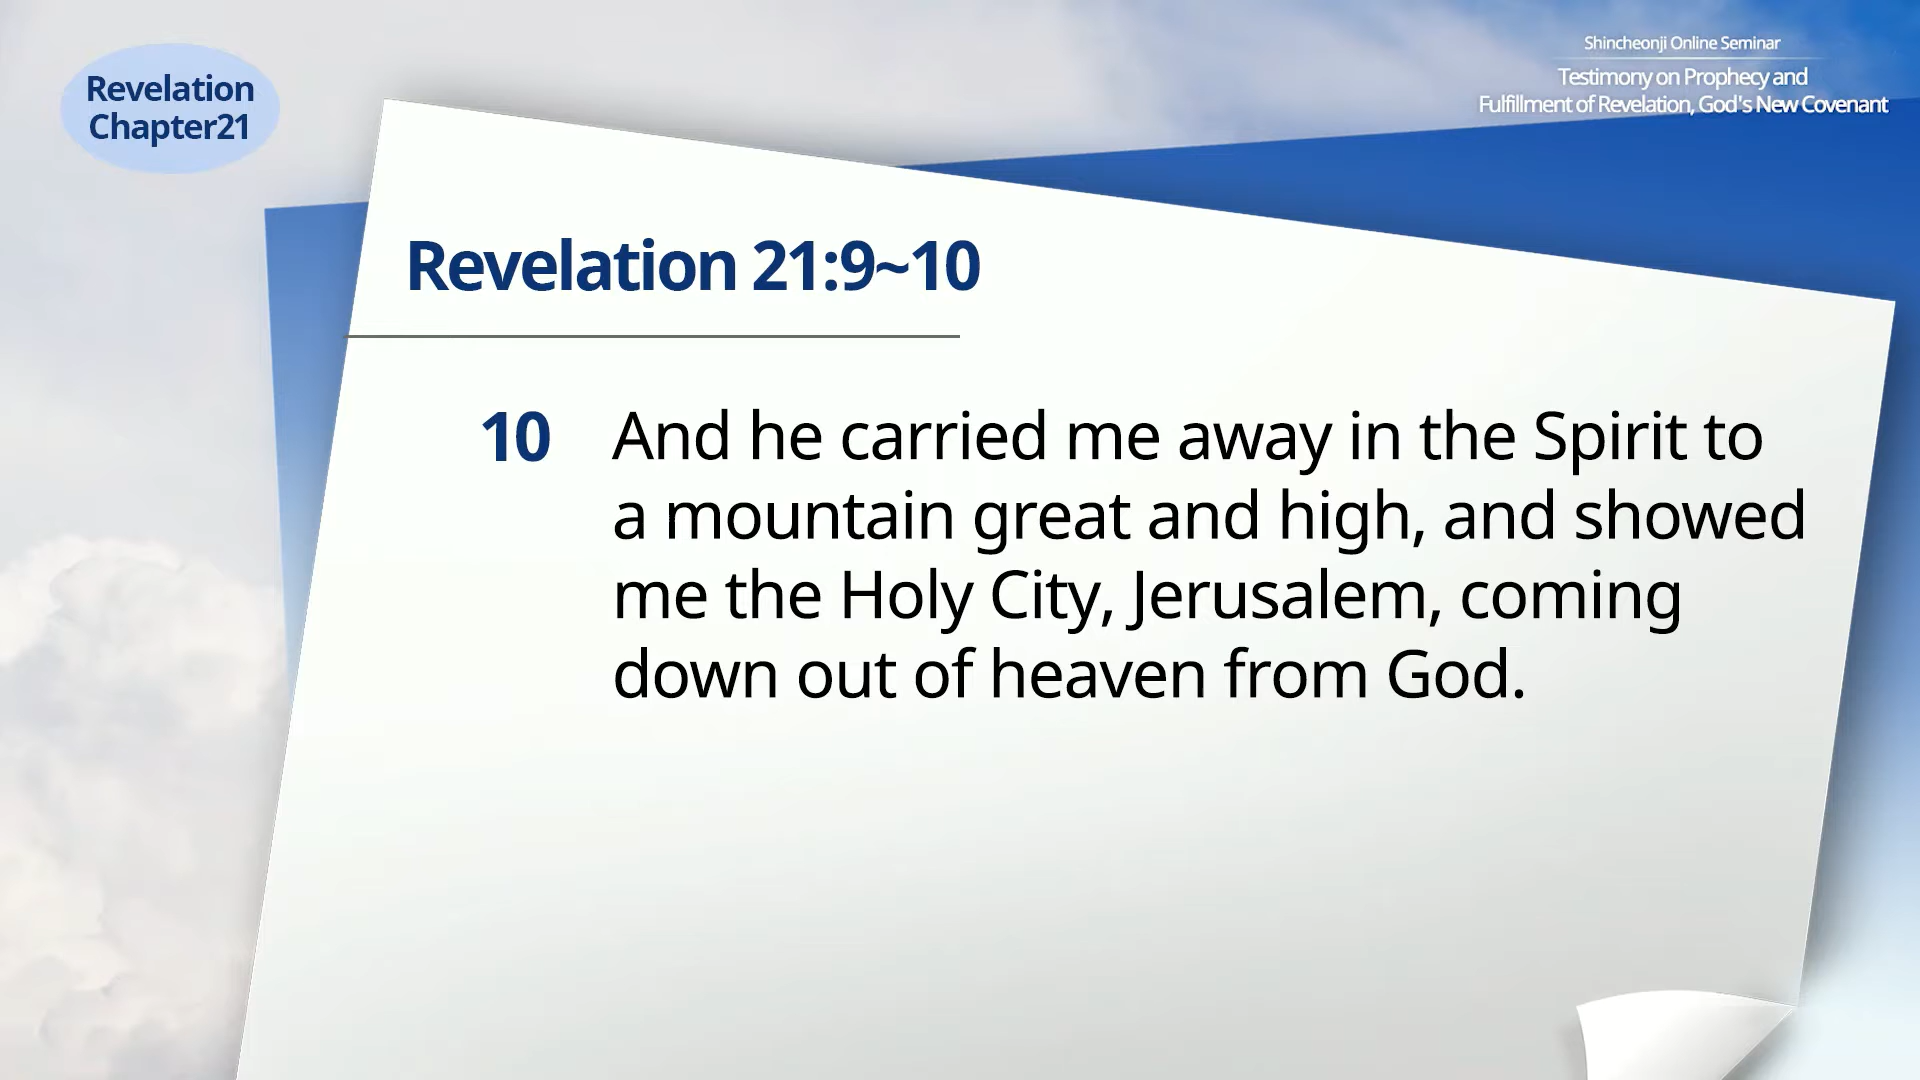 Revelation
Chapter21
Shincheonji Online Seminar
Testimony on Prophecy and
Fulfillment of Revelation, God's New Covenant
Revelation 21:9~10
10 And he carried me away in the Spirit to
a mountain great and high, and showed
me the Holy City, Jerusalem, coming
down out of heaven from God.